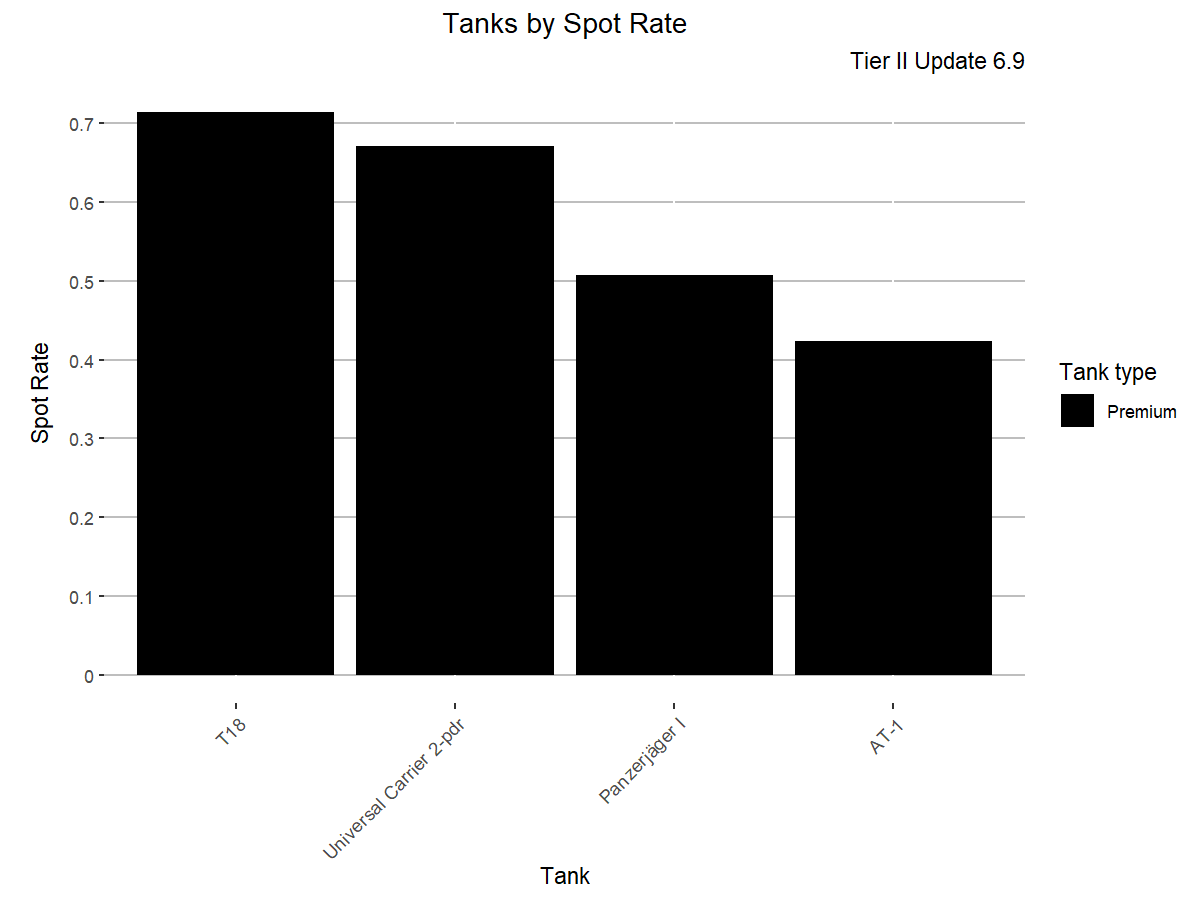 Tanks by Spot Rate
Tier II Update 6.9
Spot Rate
0.7
0.6
0.5
0.4
0.3
0.2
0.1
0
T18
Universal Carrier 2-pdr
Panzerjäger I
AT-1
Tank
Tank type
Premium